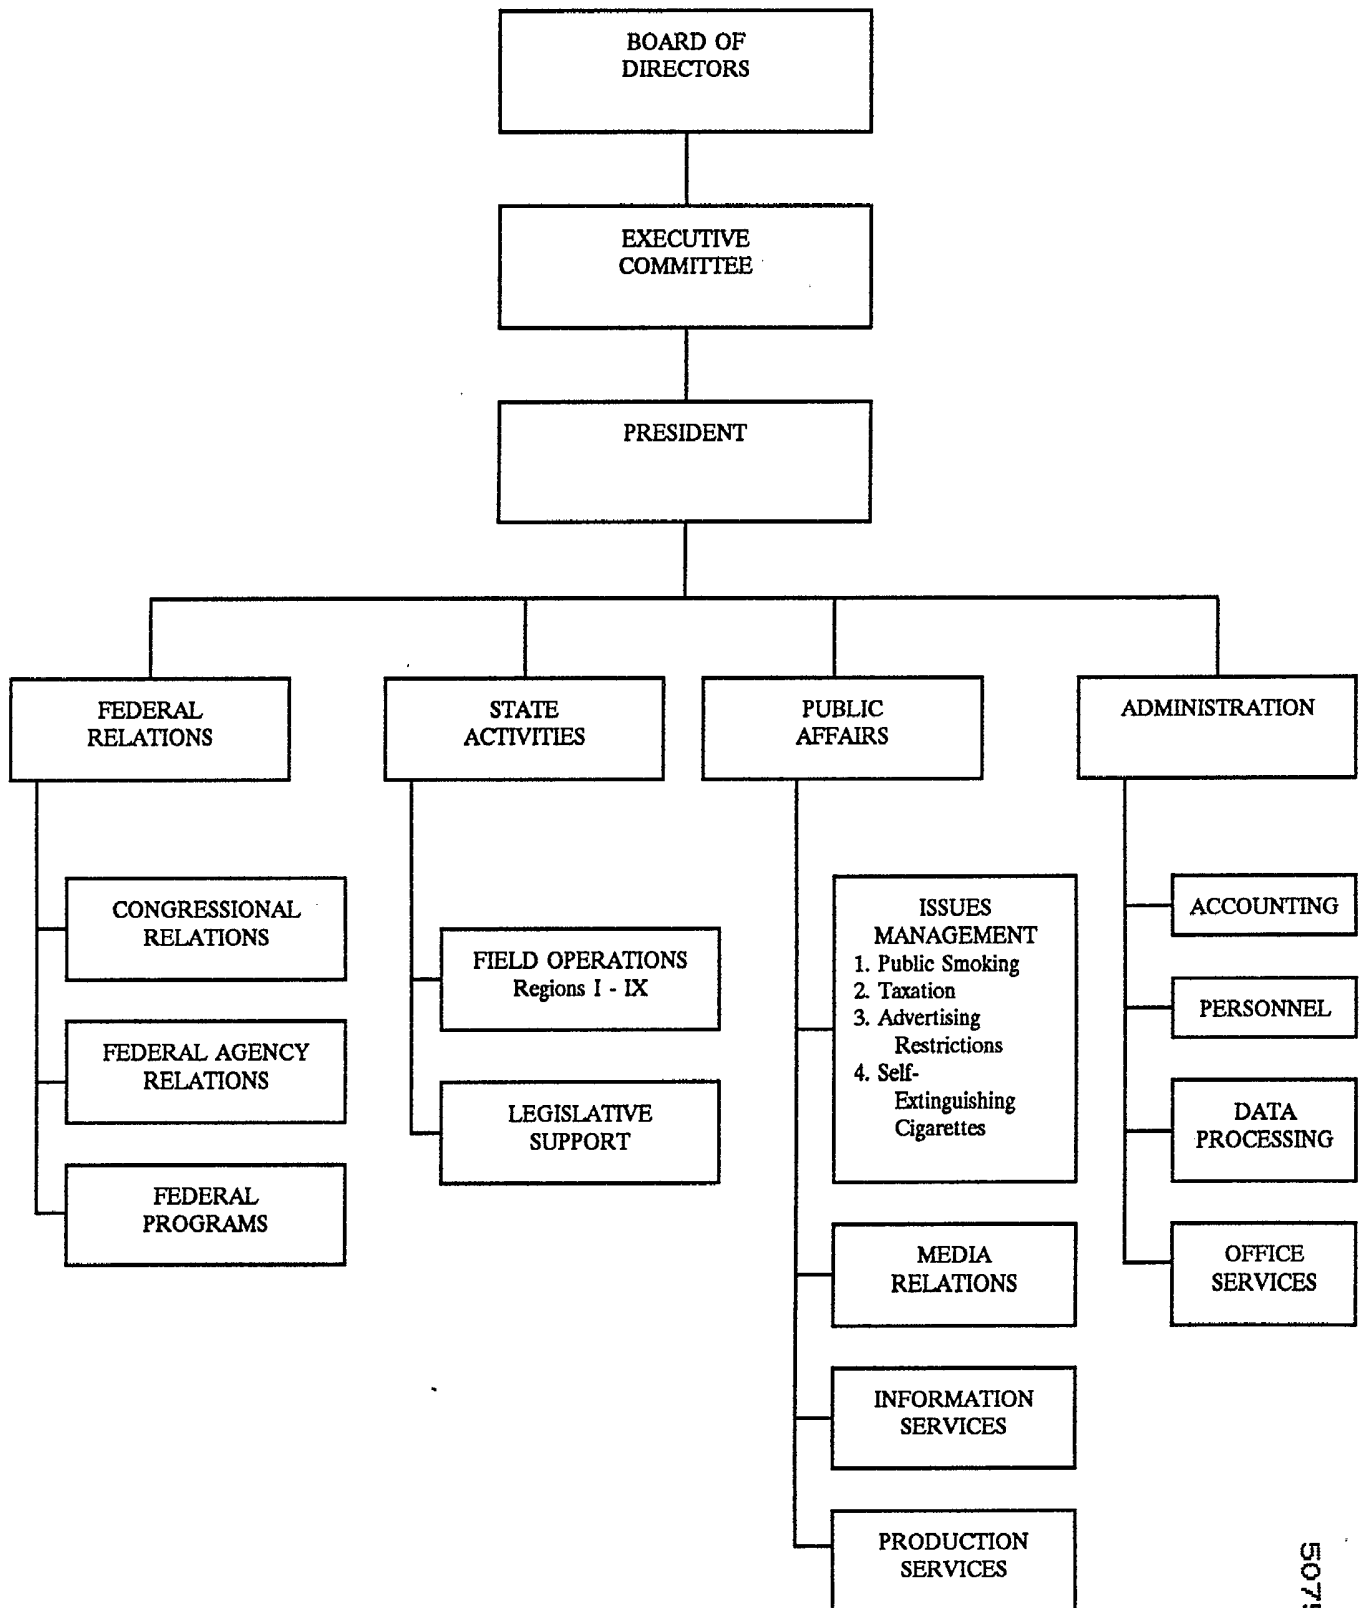 BOARD OF
DIRECTORS
EXECUTIVE
COMMITTEE
PRESIDENT
FEDERAL
RELATIONS
STATE
ACTIVITIES
PUBLIC
AFFAIRS
ADMINISTRATION
CONGRESSIONAL
RELATIONS
FEDERAL AGENCY
RELATIONS
FEDERAL
PROGRAMS
FIELD OPERATIONS
Regions I - IX
LEGISLATIVE
SUPPORT
ISSUES
MANAGEMENT
1. Public Smoking
2. Taxation
3. Advertising
Restrictions
4. Self-
Extinguishing
Cigarettes
MEDIA
RELATIONS
INFORMATION
SERVICES
PRODUCTION
SERVICES
ACCOUNTING
PERSONNEL
DATA
PROCESSING
OFFICE
SERVICES